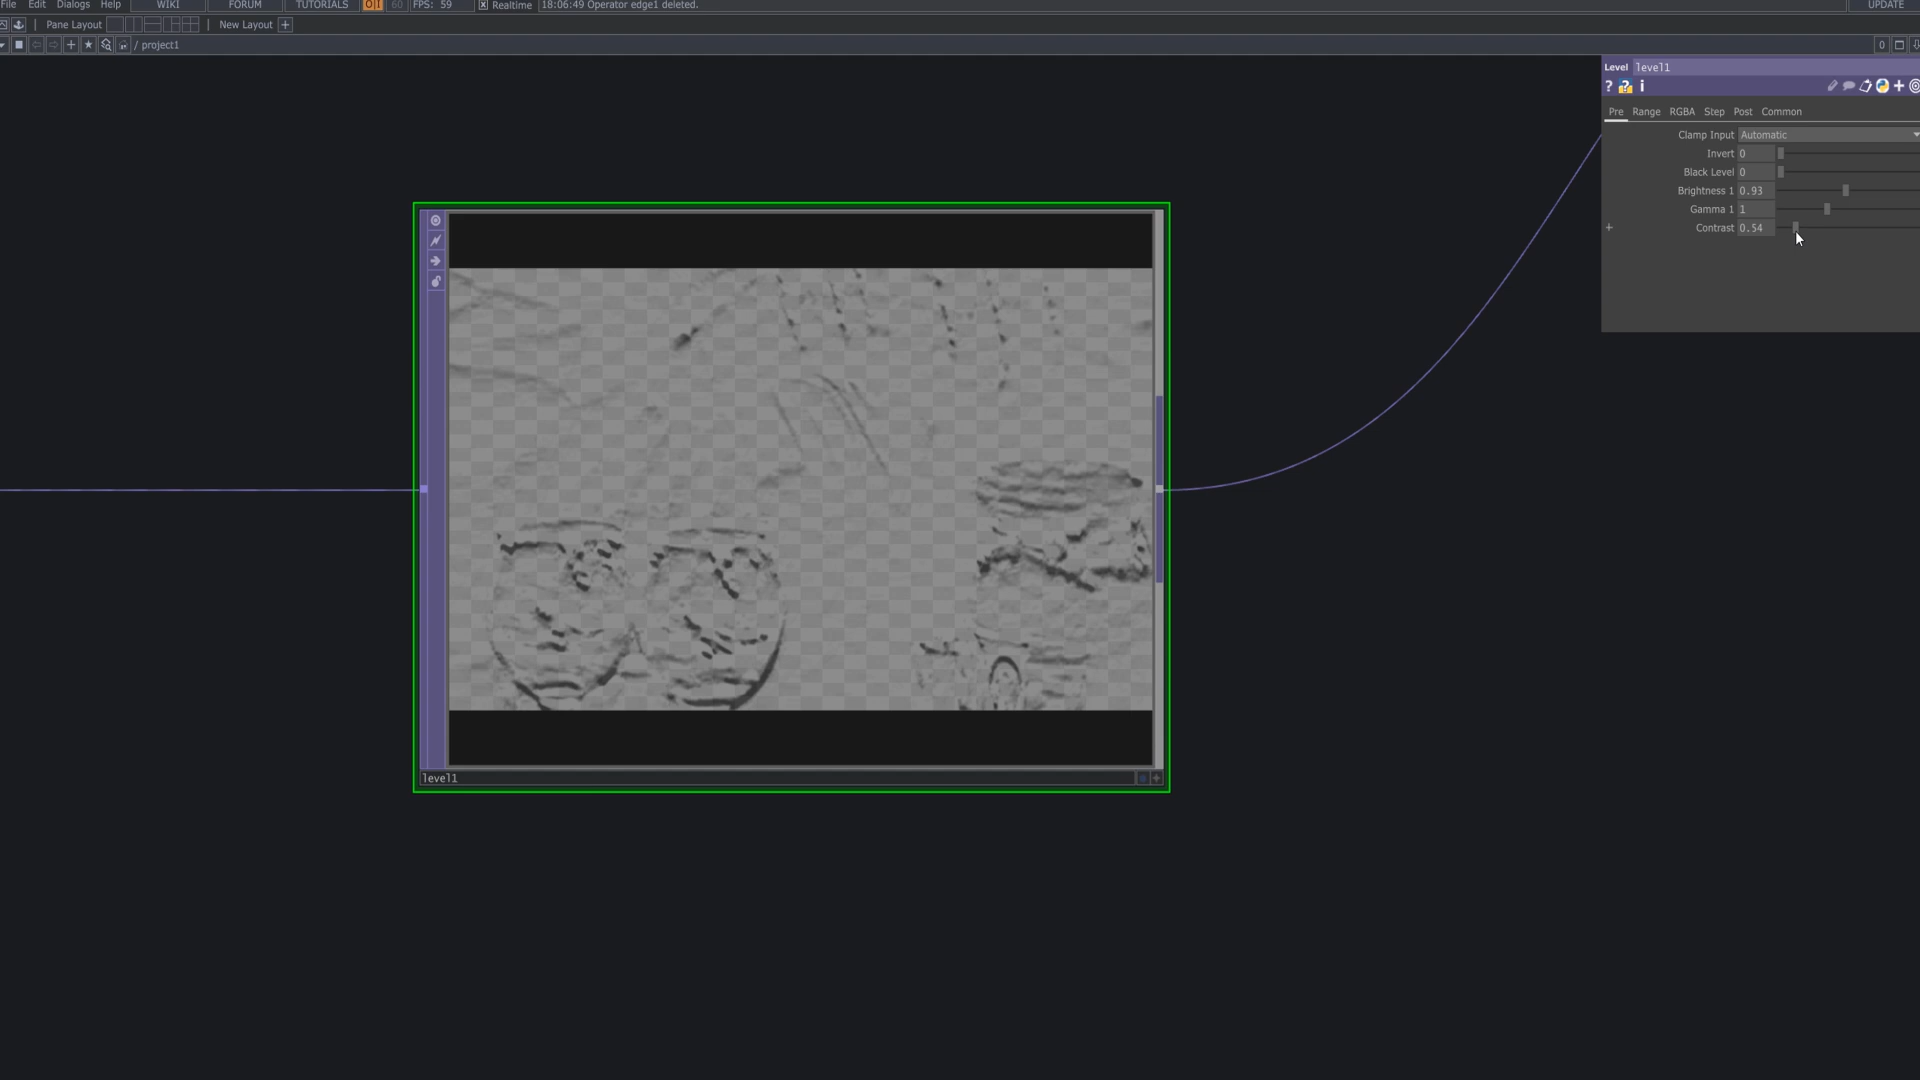 File Edit Dialogs Help WIKI FORUM TUTORIALS O|I 60 FPS: 59 Realtime 18:06:49 Operator edge1 deleted. UPDATE
Pane Layout New Layout +
/ project1 0
Level level1
? ? i
Pre Range RGBA Step Post Common
Clamp Input Automatic
Invert 0
Black Level 0
Brightness 1 0.93
Gamma 1 1
+ Contrast 0.54
level1